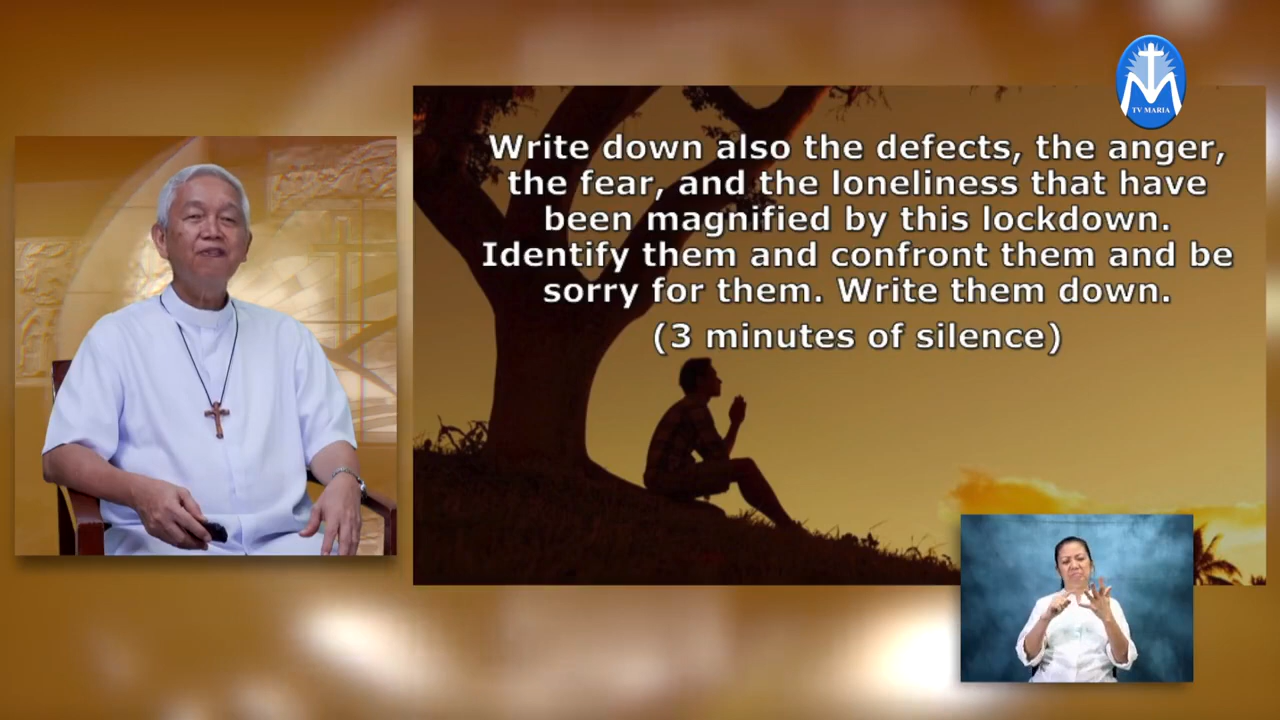 TV MARIA
Write down also the defects, the anger,
the fear, and the loneliness that have
been magnified by this lockdown.
Identify them and confront them and be
sorry for them. Write them down.
(3 minutes of silence)